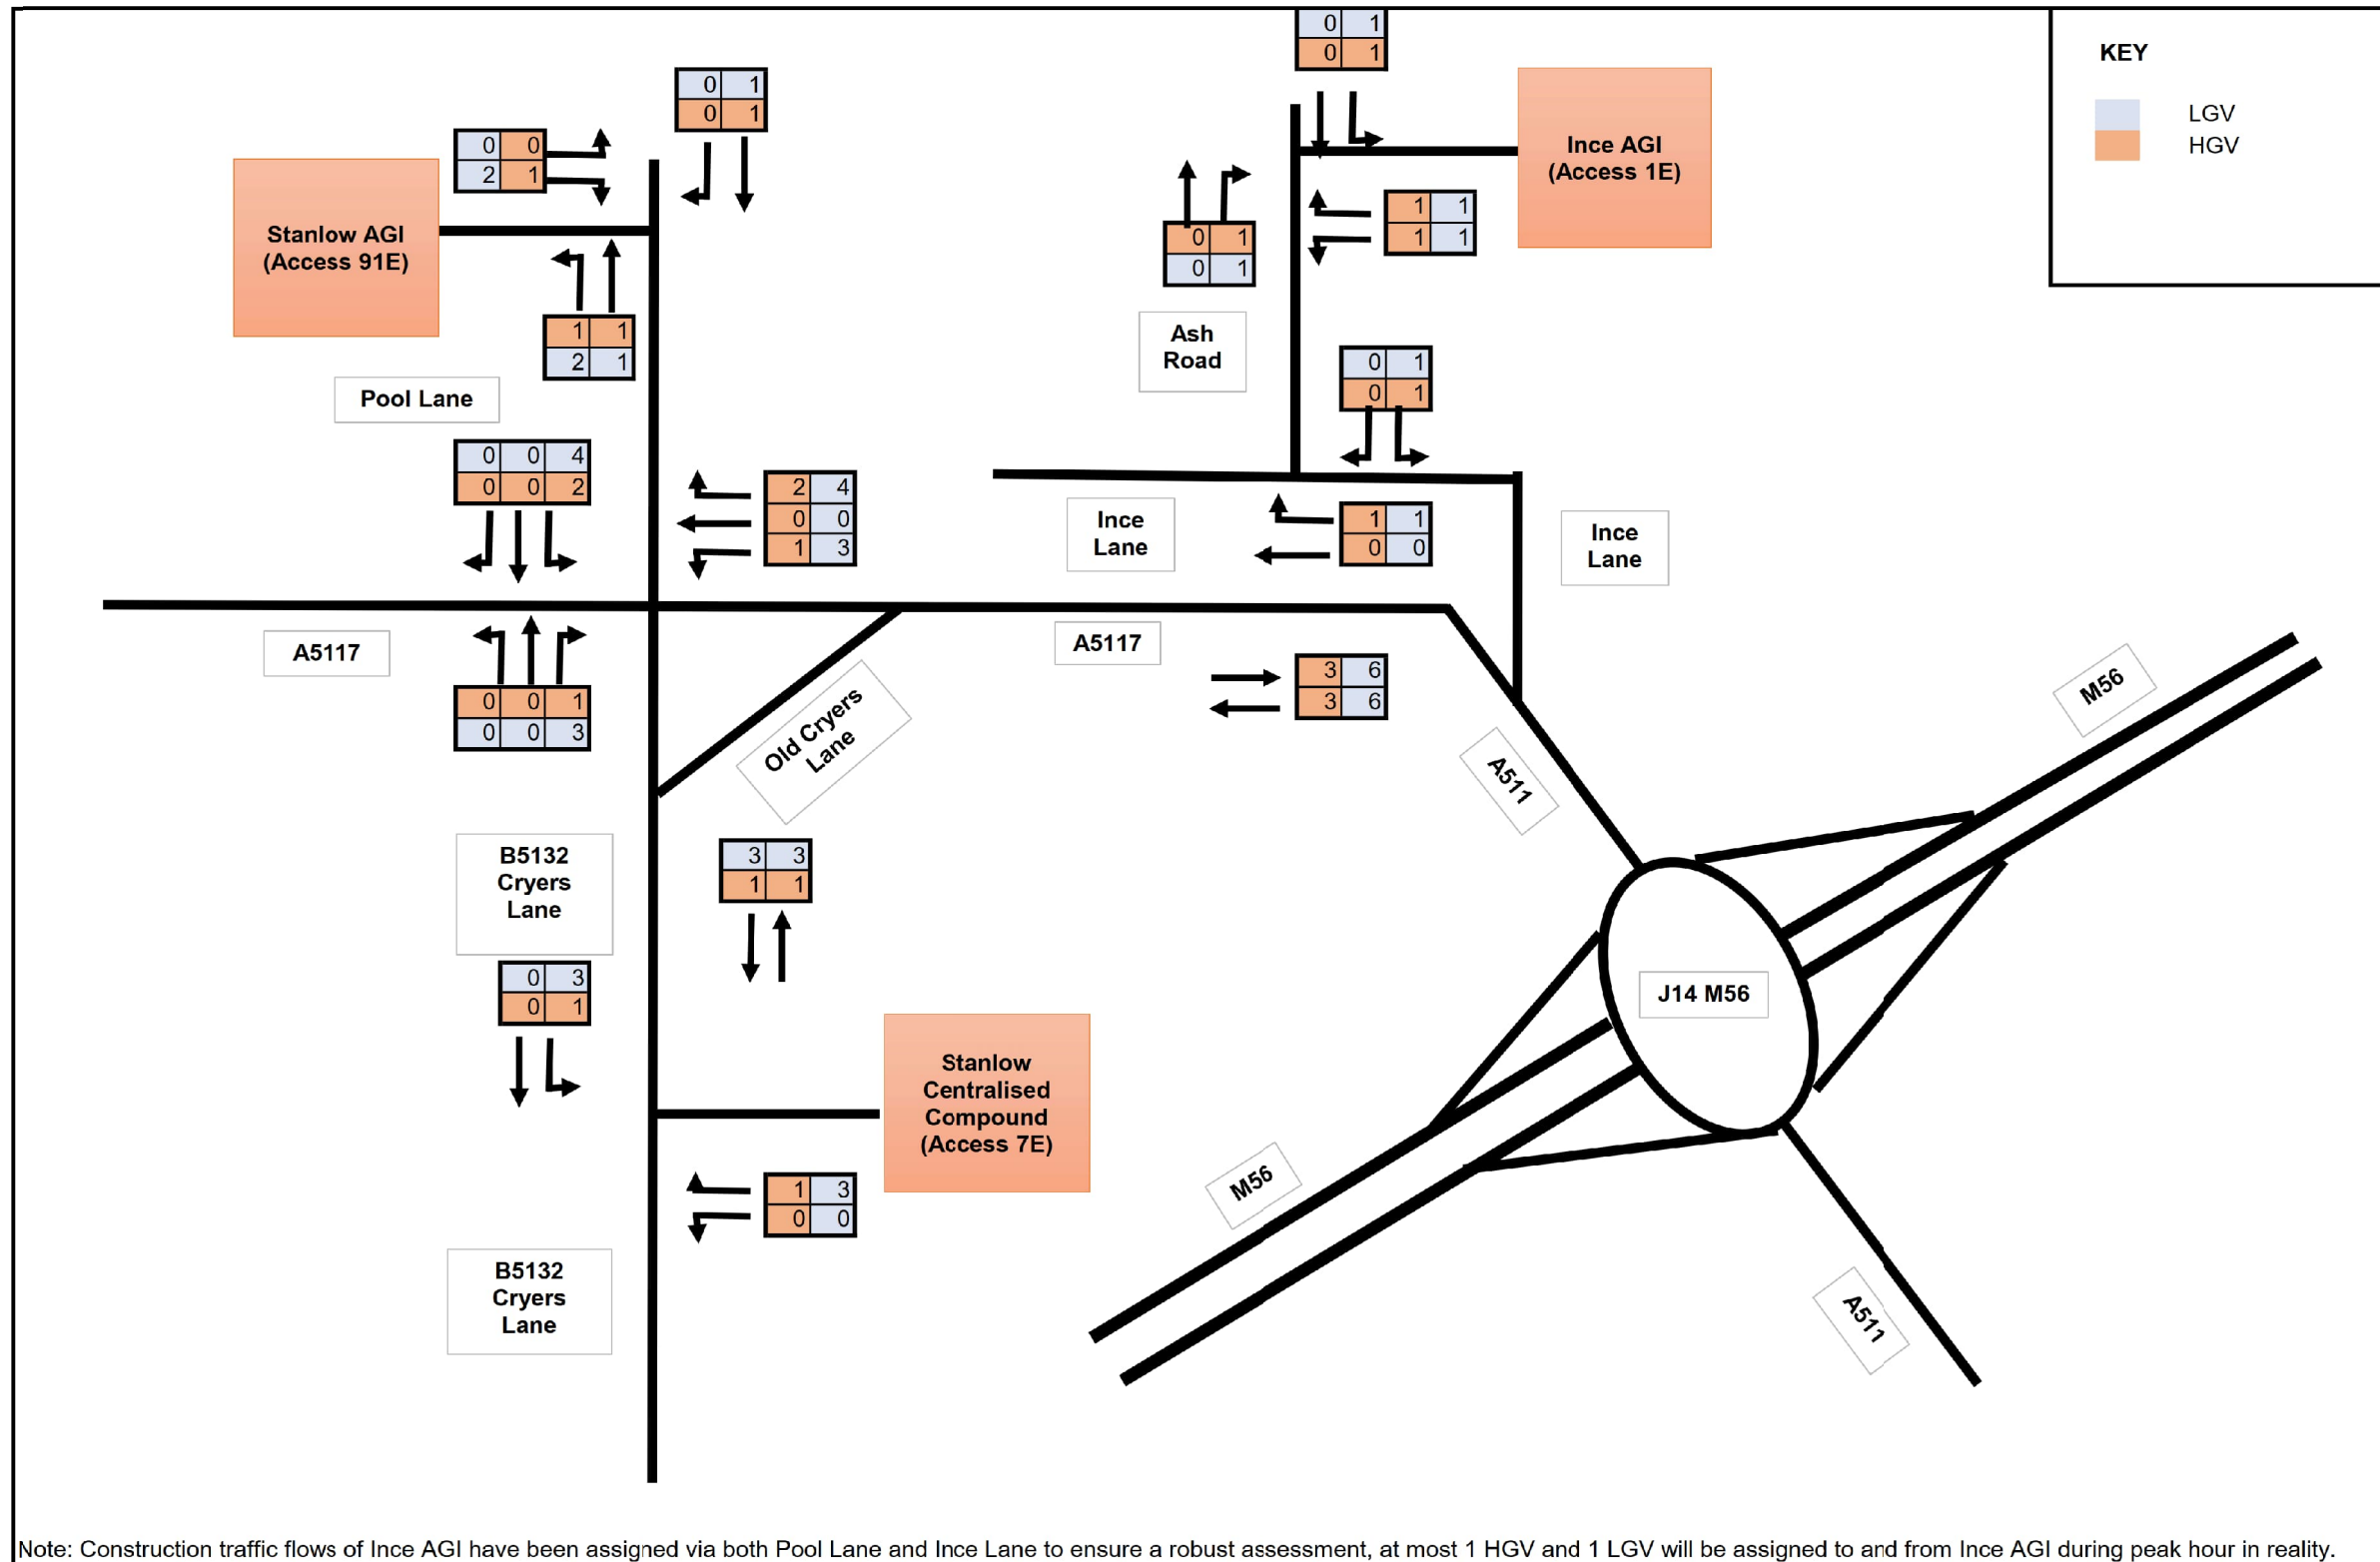 0 1
0 1
KEY
LGV
HGV
0 1
0 1
0 0
2 1
Stanlow AGI
(Access 91E)
1 1
2 1
Pool Lane
Ince AGI
(Access 1E)
1 1
1 1
0 1
0 1
Ash
Road
0 1
0 1
0 0 4
0 0 2
2 4
0 0
1 3
Ince
Lane
1 1
0 0
Ince
Lane
A5117
0 0 1
0 0 3
A5117
3 6
3 6
Old Cryers
Lane
A511
M56
B5132
Cryers
Lane
3 3
1 1
0 3
0 1
J14 M56
Stanlow
Centralised
Compound
(Access 7E)
1 3
0 0
M56
B5132
Cryers
Lane
A511
Note: Construction traffic flows of Ince AGI have been assigned via both Pool Lane and Ince Lane to ensure a robust assessment, at most 1 HGV and 1 LGV will be assigned to and from Ince AGI during peak hour in reality.